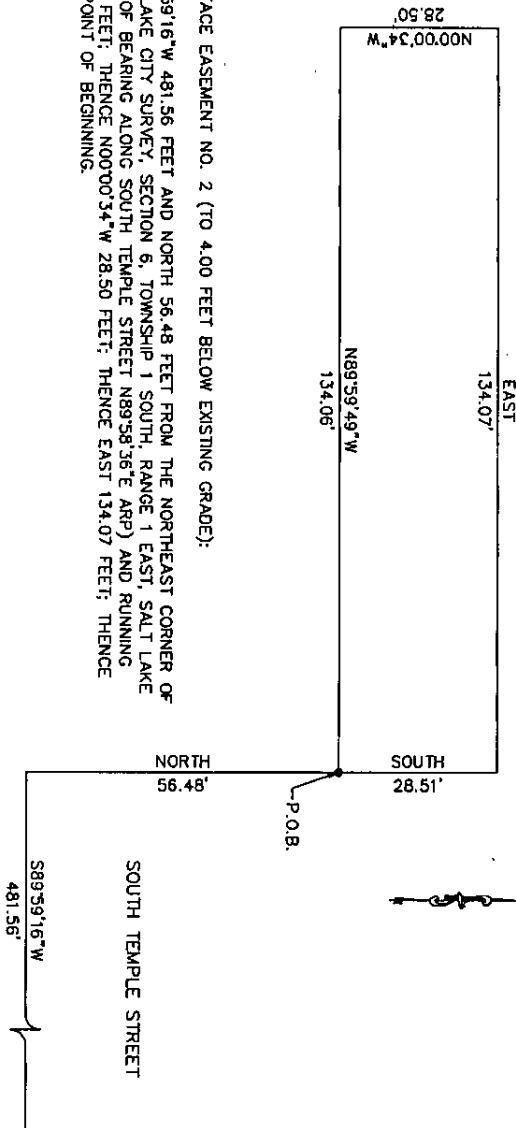 EAST
134.07'
N00°00'34"W
28.50'
N89°59'49"W
134.06'
SOUTH
28.51'
P.O.B.
NORTH
56.48'
SOUTH TEMPLE STREET
S89°59'16"W
481.56'
ACE EASEMENT NO. 2 (TO 4.00 FEET BELOW EXISTING GRADE):
59'16"W 481.56 FEET AND NORTH 56.48 FEET FROM THE NORTHEAST CORNER OF
LAKE CITY SURVEY, SECTION 6, TOWNSHIP 1 SOUTH, RANGE 1 EAST, SALT LAKE
OF BEARING ALONG SOUTH TEMPLE STREET N89°58'36"E ARP) AND RUNNING
FEET; THENCE N00°00'34"W 28.50 FEET; THENCE EAST 134.07 FEET; THENCE
POINT OF BEGINNING.